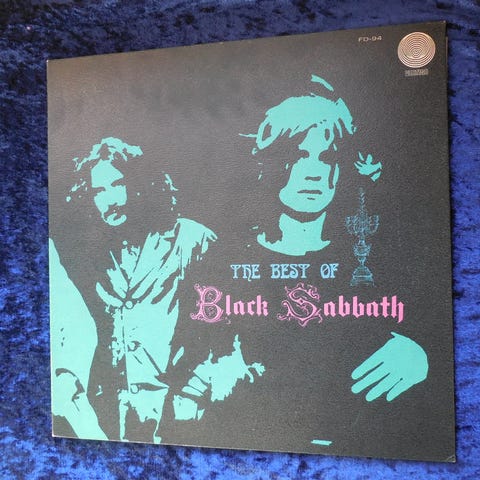 FD-94
THE BEST OF
Black Sabbath